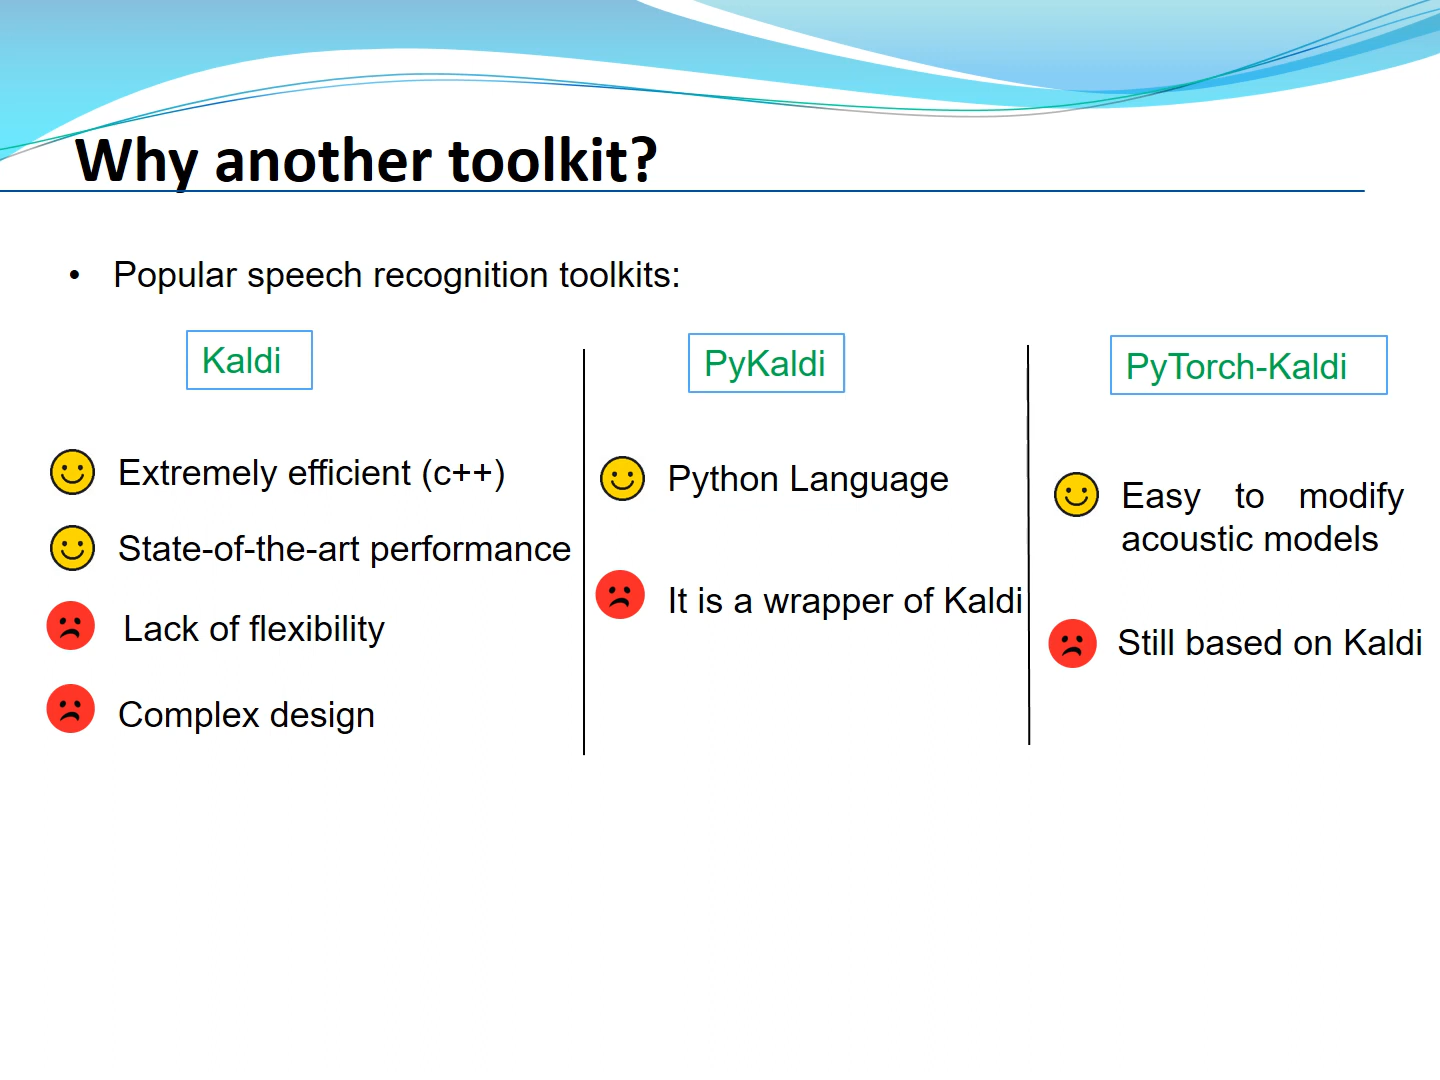 Why another toolkit?
• Popular speech recognition toolkits:
Kaldi
Extremely efficient (c++)
State-of-the-art performance
Lack of flexibility
Complex design
PyKaldi
Python Language
It is a wrapper of Kaldi
PyTorch-Kaldi
Easy to modify
acoustic models
Still based on Kaldi